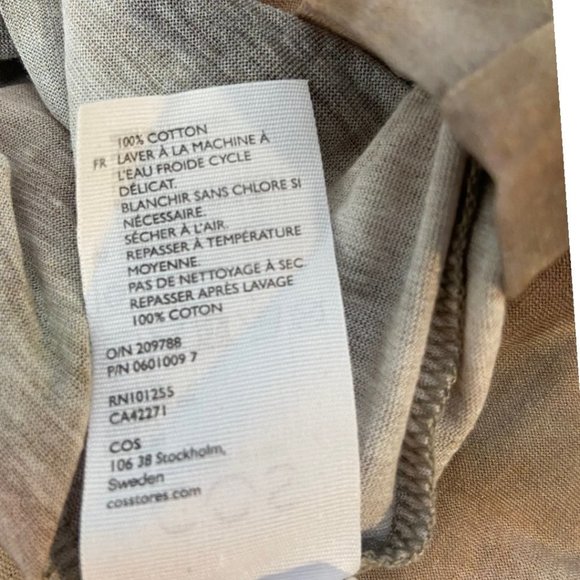 100% COTTON
FR LAVER À LA MACHINE À
L'EAU FROIDE CYCLE
DÉLICAT.
BLANCHIR SANS CHLORE SI
NÉCESSAIRE.
SÉCHER À L'AIR.
REPASSER À TEMPÉRATURE
MOYENNE.
PAS DE NETTOYAGE À SEC.
REPASSER APRÈS LAVAGE
100% COTON
O/N 209788
P/N 0601009 7
RN101255
CA42271
COS
106 38 Stockholm,
Sweden
cosstores.com